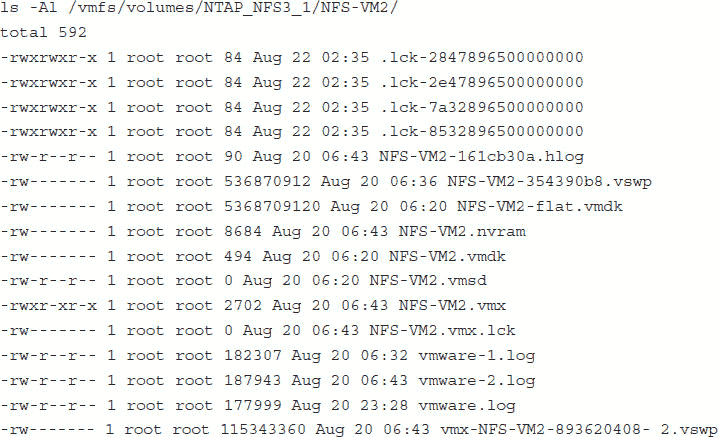 ls -Al /vmfs/volumes/NTAP_NFS3_1/NFS-VM2/
total 592
-rwxrwxr-x 1 root root 84 Aug 22 02:35 .lck-2847896500000000
-rwxrwxr-x 1 root root 84 Aug 22 02:35 .lck-2e47896500000000
-rwxrwxr-x 1 root root 84 Aug 22 02:35 .lck-7a32896500000000
-rwxrwxr-x 1 root root 84 Aug 22 02:35 .lck-8532896500000000
-rw-r--r-- 1 root root 90 Aug 20 06:43 NFS-VM2-161cb30a.hlog
-rw------- 1 root root 536870912 Aug 20 06:36 NFS-VM2-354390b8.vswp
-rw------- 1 root root 5368709120 Aug 20 06:20 NFS-VM2-flat.vmdk
-rw------- 1 root root 8684 Aug 20 06:43 NFS-VM2.nvram
-rw------- 1 root root 494 Aug 20 06:20 NFS-VM2.vmdk
-rw-r--r-- 1 root root 0 Aug 20 06:20 NFS-VM2.vmsd
-rwxr-xr-x 1 root root 2702 Aug 20 06:43 NFS-VM2.vmx
-rw------- 1 root root 0 Aug 20 06:43 NFS-VM2.vmx.lck
-rw-r--r-- 1 root root 182307 Aug 20 06:32 vmware-1.log
-rw-r--r-- 1 root root 187943 Aug 20 06:43 vmware-2.log
-rw-r--r-- 1 root root 177999 Aug 20 23:28 vmware.log
-rw------- 1 root root 115343360 Aug 20 06:43 vmx-NFS-VM2-893620408- 2.vswp